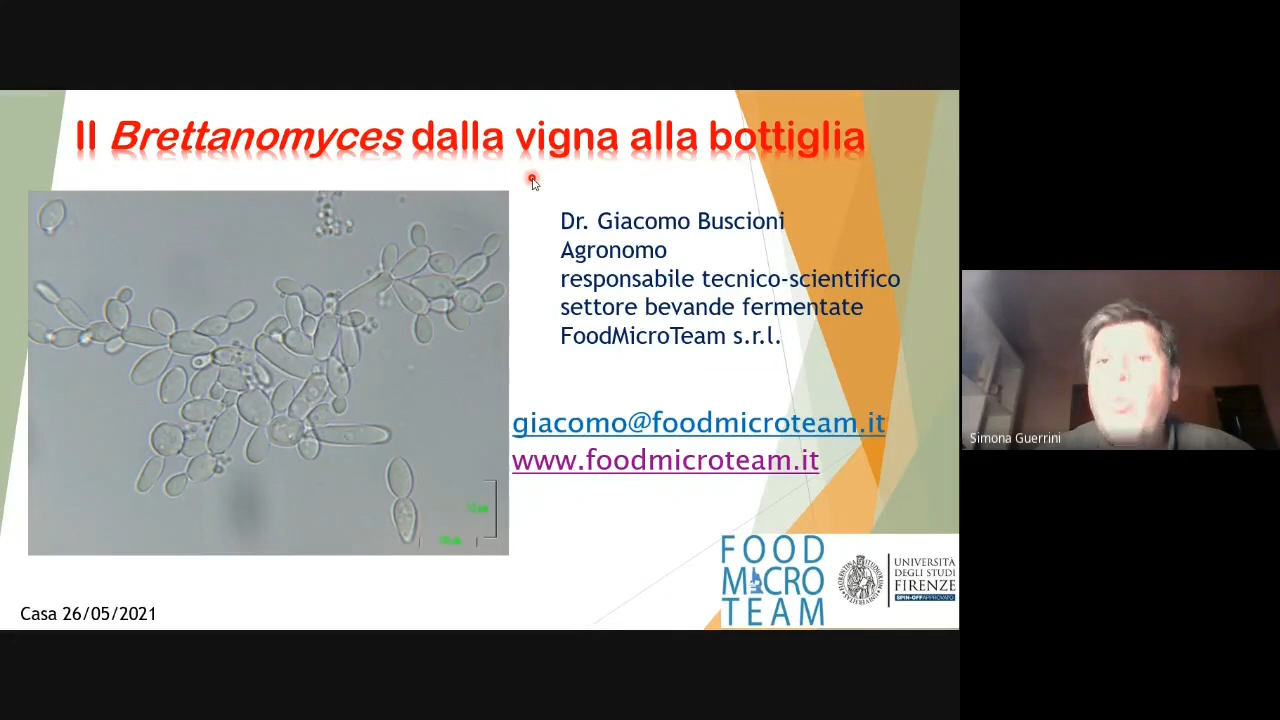 Il Brettanomyces dalla vigna alla bottiglia
Dr. Giacomo Buscioni
Agronomo
responsabile tecnico-scientifico
settore bevande fermentate
FoodMicroTeam s.r.l.
giacomo@foodmicroteam.it
www.foodmicroteam.it
Simona Guerrini
FOOD
MICRO
TEAM
UNIVERSITÀ
DEGLI STUDI
FIRENZE
SPIN-OFF APPROVATO
Casa 26/05/2021